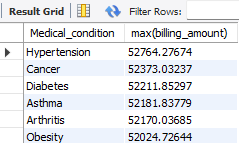 Result Grid Filter Rows:
Medical_condition max(billing_amount)
Hypertension 52764.27674
Cancer 52373.03237
Diabetes 52211.85297
Asthma 52181.83779
Arthritis 52170.03685
Obesity 52024.72644